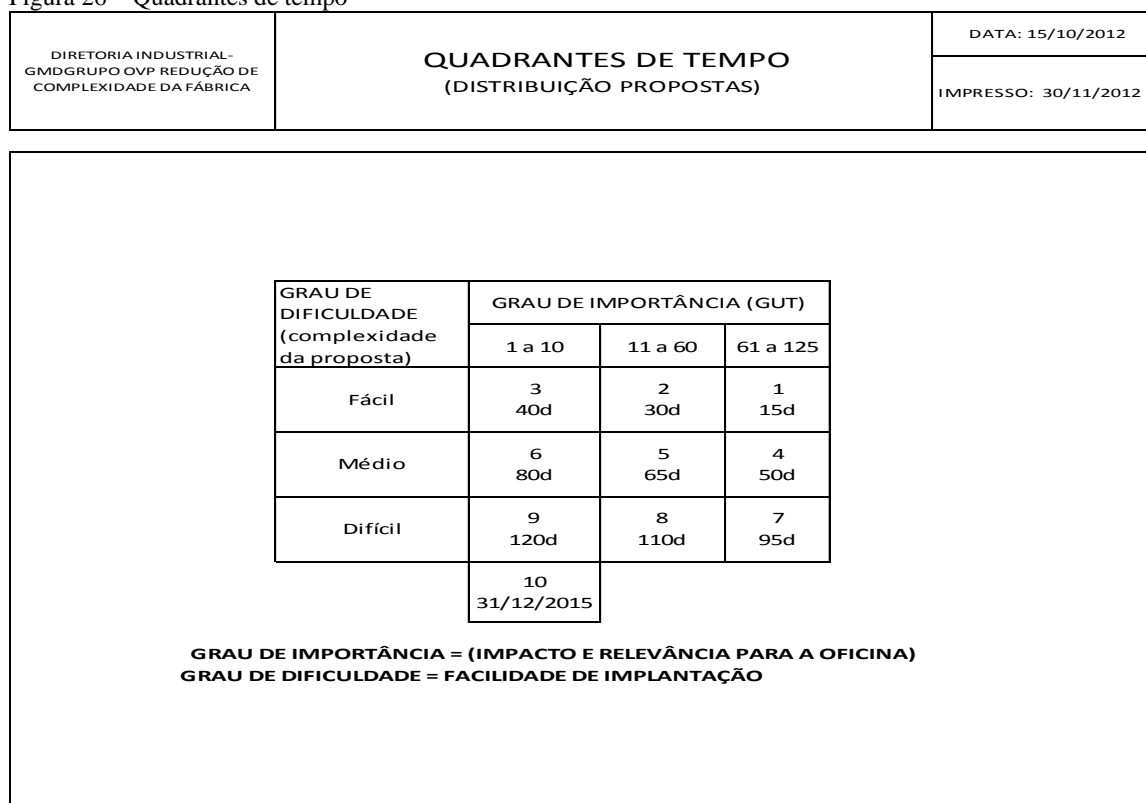 Figura 26 – Quadrantes de tempo
DIRETORIA INDUSTRIAL-
GMDGRUPO OVP REDUÇÃO DE
COMPLEXIDADE DA FÁBRICA
QUADRANTES DE TEMPO
(DISTRIBUIÇÃO PROPOSTAS)
DATA: 15/10/2012
IMPRESSO: 30/11/2012
GRAU DE
DIFICULDADE
(complexidade
da proposta)
GRAU DE IMPORTÂNCIA (GUT)
1 a 10
11 a 60
61 a 125
Fácil
3
40d
2
30d
1
15d
Médio
6
80d
5
65d
4
50d
Difícil
9
120d
8
110d
7
95d
10
31/12/2015
GRAU DE IMPORTÂNCIA = (IMPACTO E RELEVÂNCIA PARA A OFICINA)
GRAU DE DIFICULDADE = FACILIDADE DE IMPLANTAÇÃO